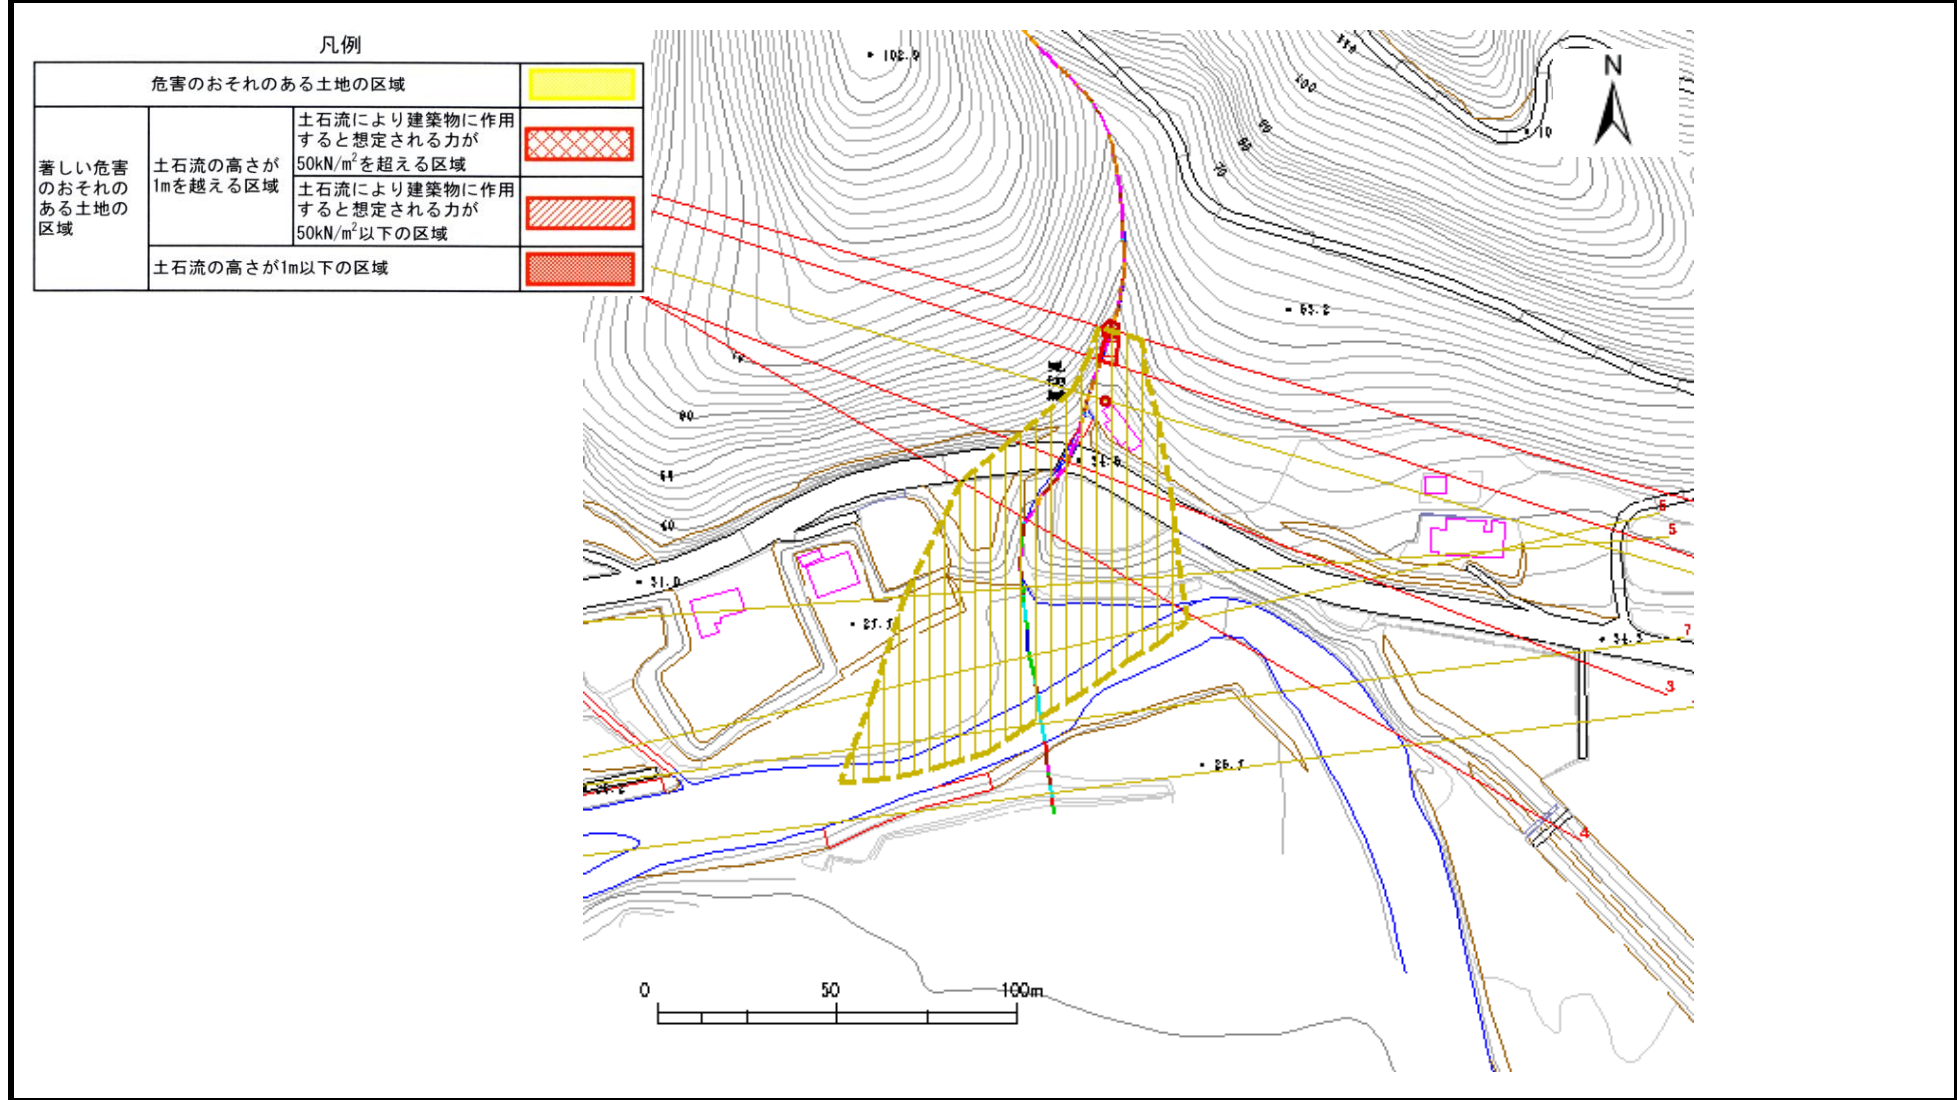 凡例
危害のおそれのある土地の区域
著しい危害
のおそれの
ある土地の
区域
土石流の高さが
1mを越える区域
土石流により建築物に作用
すると想定される力が
50kN/m²を超える区域
土石流により建築物に作用
すると想定される力が
50kN/m²以下の区域
土石流の高さが1m以下の区域
N
102.9
100
70
80
60
31.0
5
7
3
4
0
50
100m